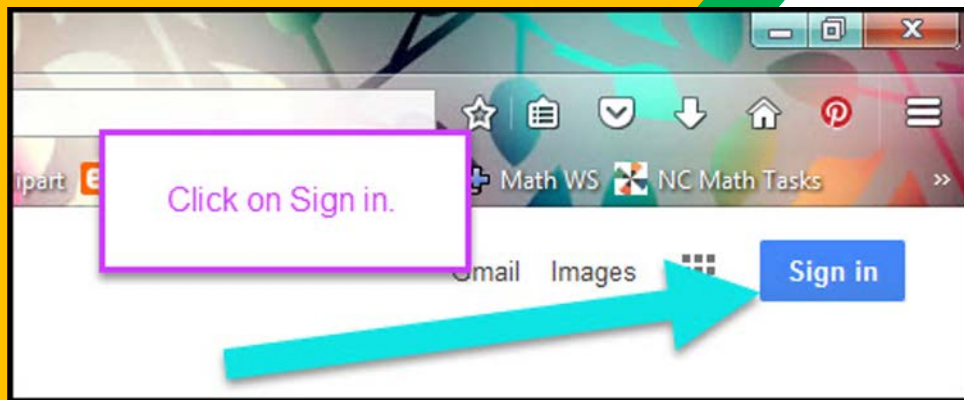 ipart Math WS NC Math Tasks »
Click on Sign in.
Gmail Images Sign in